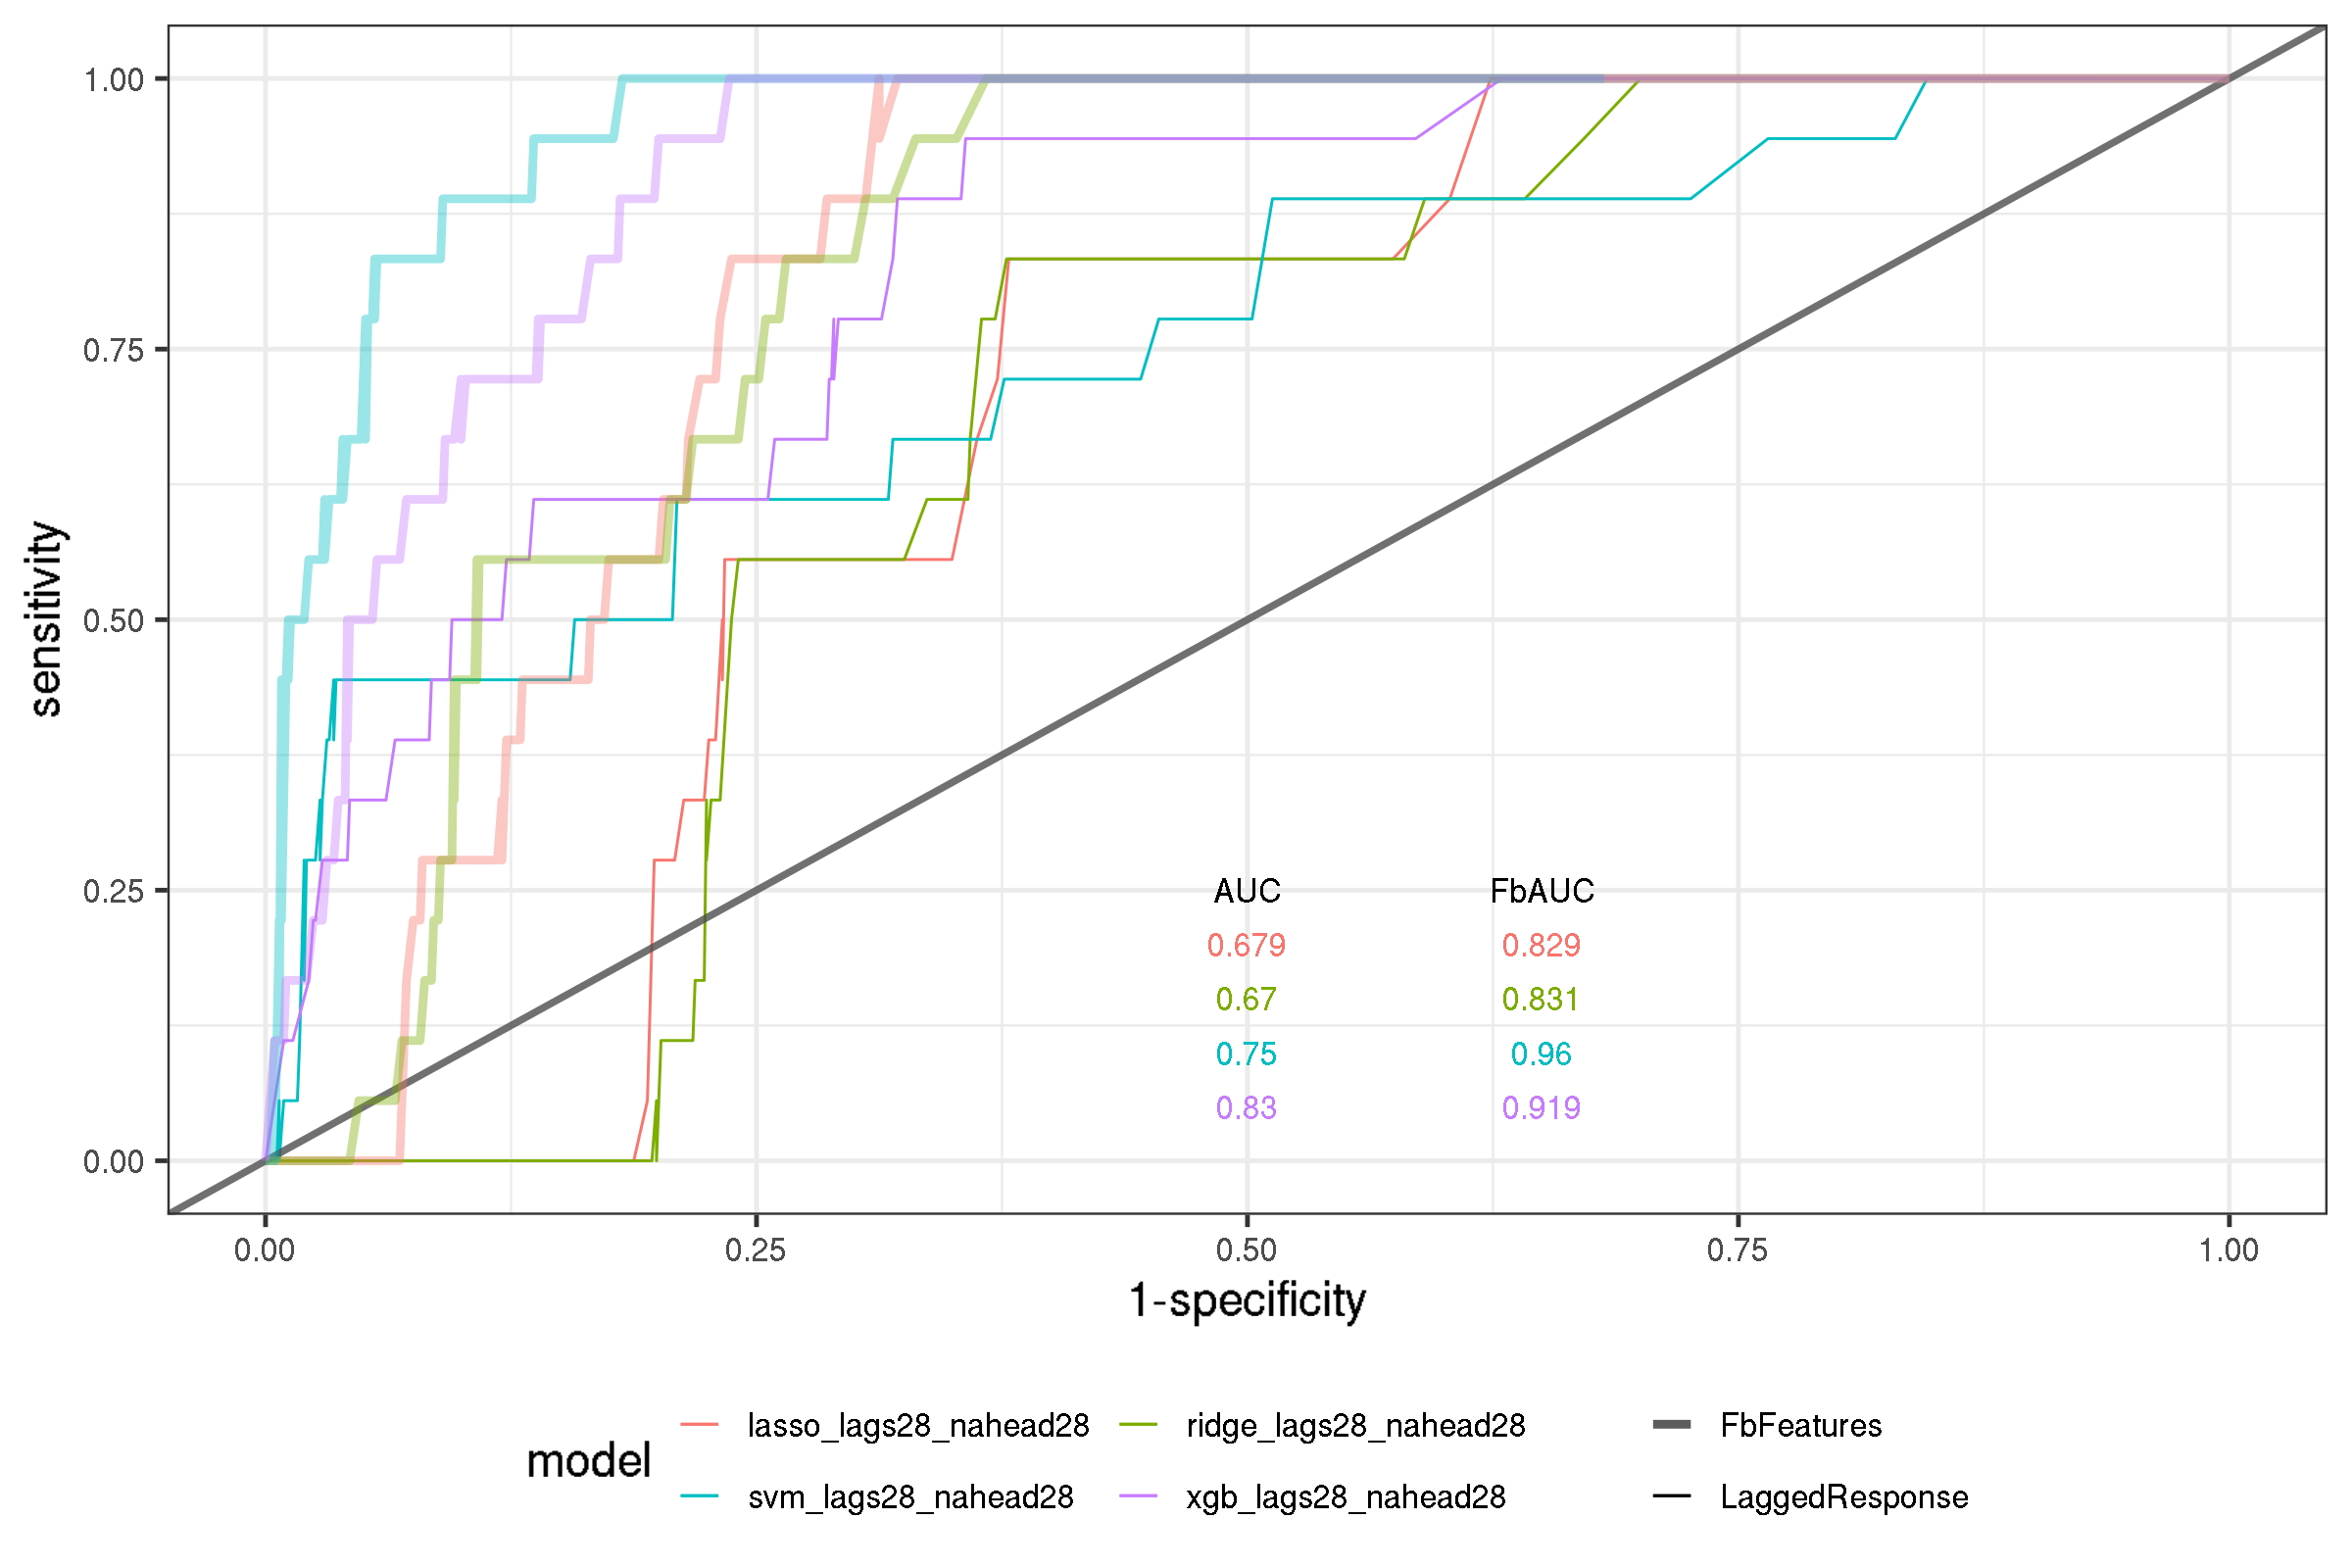 1.00
0.75
0.50
0.25
0.00
sensitivity
AUC FbAUC
0.679 0.829
0.67 0.831
0.75 0.96
0.83 0.919
0.00 0.25 0.50 0.75 1.00
1-specificity
model
lasso_lags28_nahead28 ridge_lags28_nahead28 FbFeatures
svm_lags28_nahead28 xgb_lags28_nahead28 LaggedResponse